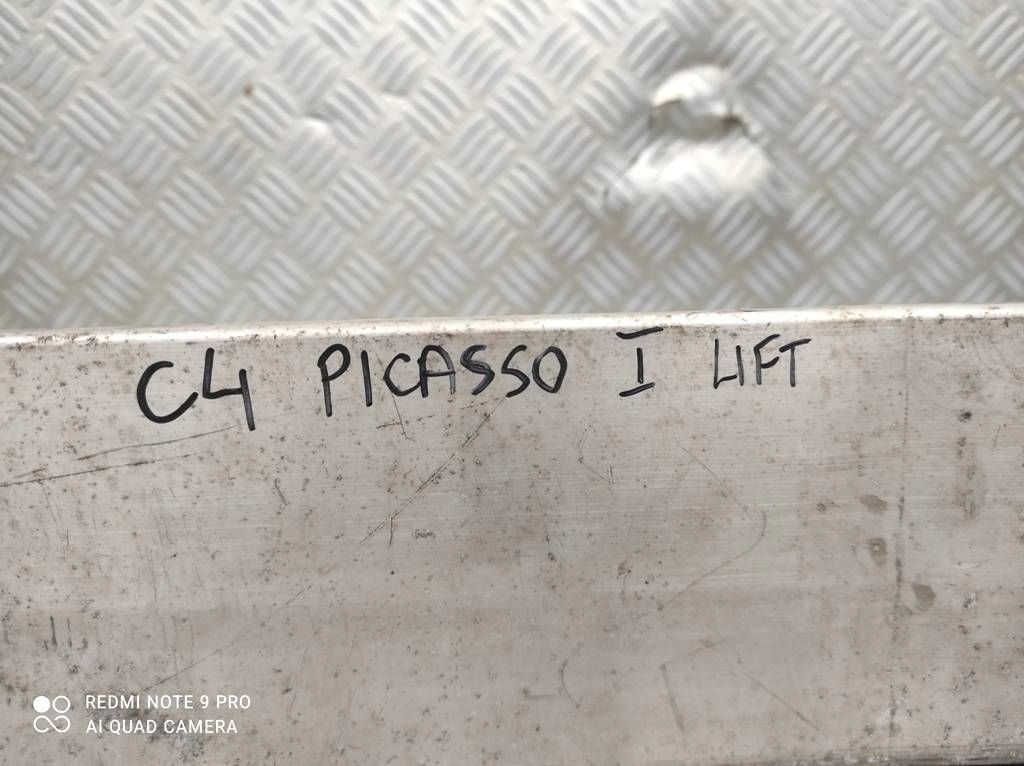 C4 PICASSO I LIFT
REDMI NOTE 9 PRO
AI QUAD CAMERA